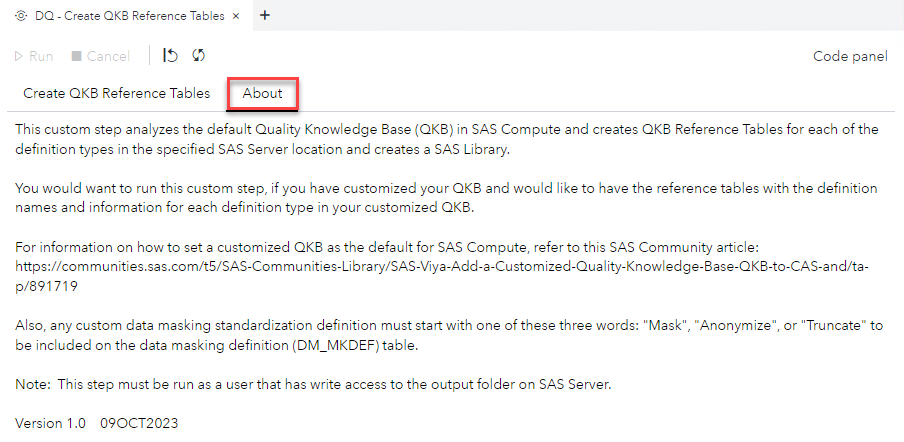 DQ - Create QKB Reference Tables × +
Run Cancel Code panel
Create QKB Reference Tables About
This custom step analyzes the default Quality Knowledge Base (QKB) in SAS Compute and creates QKB Reference Tables for each of the
definition types in the specified SAS Server location and creates a SAS Library.
You would want to run this custom step, if you have customized your QKB and would like to have the reference tables with the definition
names and information for each definition type in your customized QKB.
For information on how to set a customized QKB as the default for SAS Compute, refer to this SAS Community article:
https://communities.sas.com/t5/SAS-Communities-Library/SAS-Viya-Add-a-Customized-Quality-Knowledge-Base-QKB-to-CAS-and/ta-
p/891719
Also, any custom data masking standardization definition must start with one of these three words: "Mask", "Anonymize", or "Truncate" to
be included on the data masking definition (DM_MKDEF) table.
Note:  This step must be run as a user that has write access to the output folder on SAS Server.
Version 1.0    09OCT2023